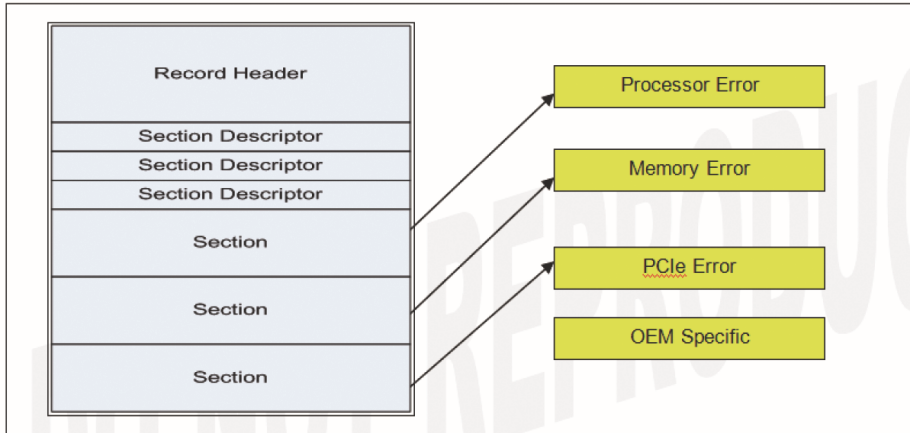 Record Header
Section Descriptor
Section Descriptor
Section Descriptor
Section
Section
Section
Processor Error
Memory Error
PCIe Error
OEM Specific
REPRODUC